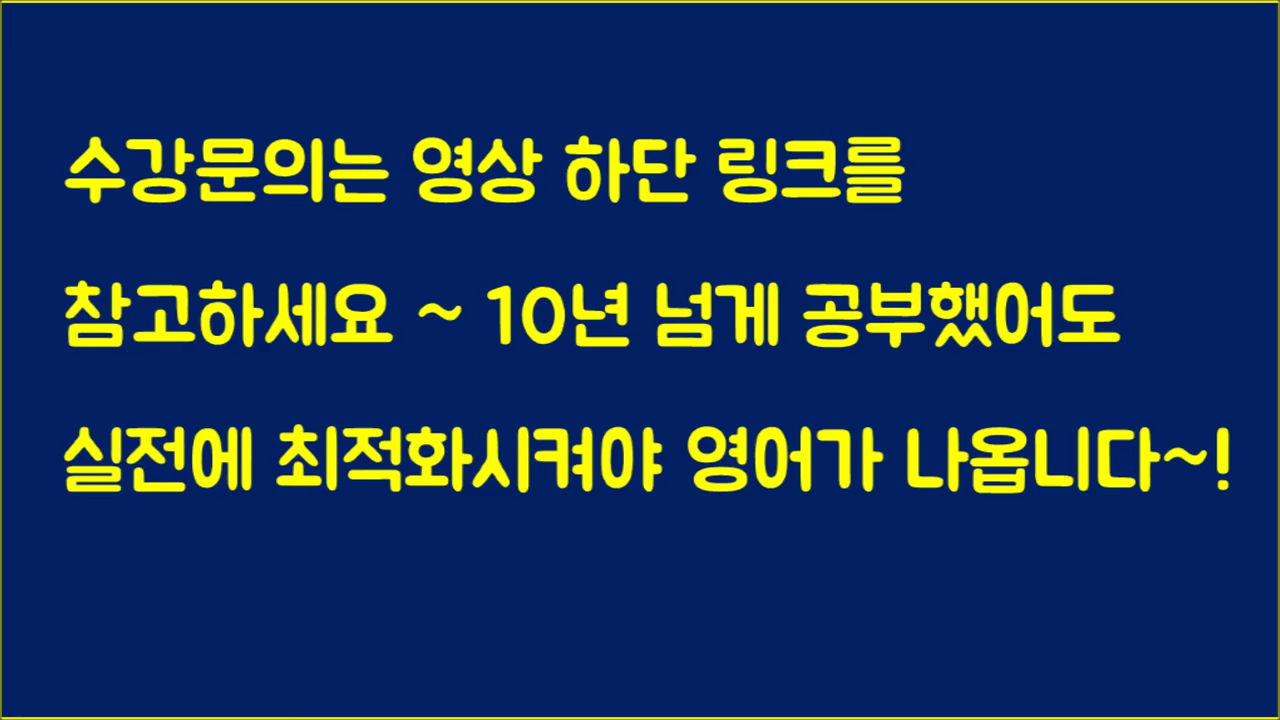 수강문의는 영상 하단 링크를
참고하세요 ~ 10년 넘게 공부했어도
실전에 최적화시켜야 영어가 나옵니다~!